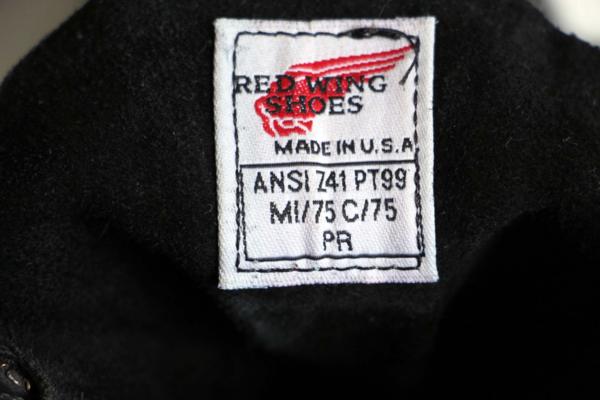 RED WING
SHOES
MADE IN U.S.A.
ANSI Z41 PT99
MI/75 C/75
PR